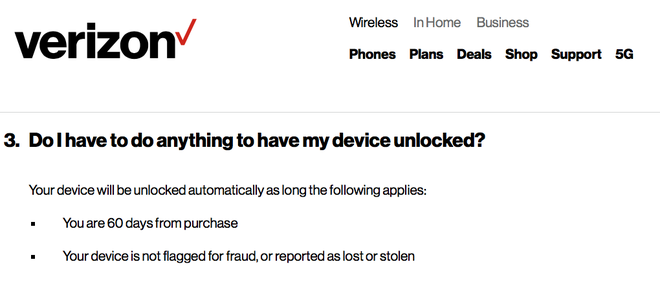 verizon✓
Wireless In Home Business
Phones Plans Deals Shop Support 5G
3. Do I have to do anything to have my device unlocked?
Your device will be unlocked automatically as long the following applies:
▪ You are 60 days from purchase
▪ Your device is not flagged for fraud, or reported as lost or stolen